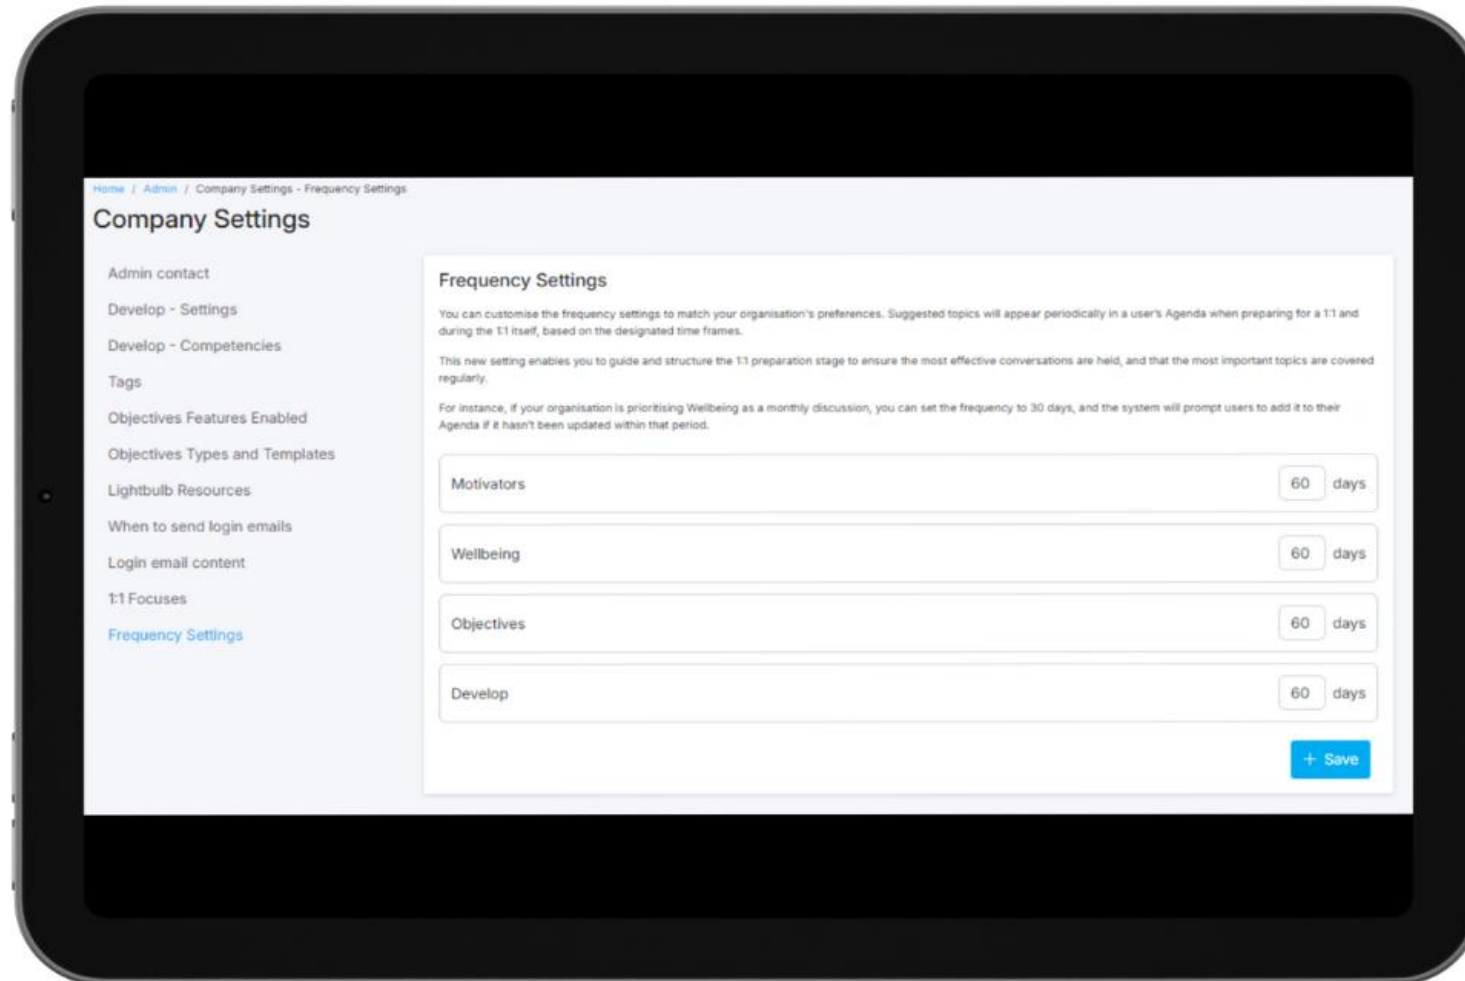 Home / Admin / Company Settings - Frequency Settings
Company Settings
Admin contact
Develop - Settings
Develop - Competencies
Tags
Objectives Features Enabled
Objectives Types and Templates
Lightbulb Resources
When to send login emails
Login email content
1:1 Focuses
Frequency Settings
Frequency Settings
You can customise the frequency settings to match your organisation's preferences. Suggested topics will appear periodically in a user's Agenda when preparing for a 1:1 and
during the 1:1 itself, based on the designated time frames.
This new setting enables you to guide and structure the 1:1 preparation stage to ensure the most effective conversations are held, and that the most important topics are covered
regularly.
For instance, if your organisation is prioritising Wellbeing as a monthly discussion, you can set the frequency to 30 days, and the system will prompt users to add it to their
Agenda if it hasn't been updated within that period.
Motivators 60 days
Wellbeing 60 days
Objectives 60 days
Develop 60 days
+ Save